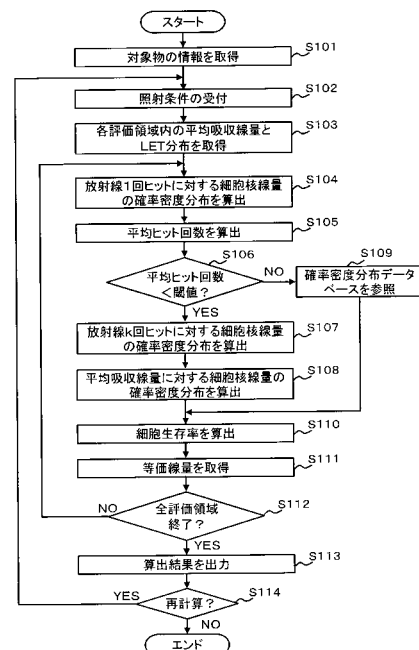 スタート
S101
対象物の情報を取得
S102
照射条件の受付
S103
各評価領域内の平均吸収線量と
LET分布を取得
S104
放射線1回ヒットに対する細胞核線量
の確率密度分布を算出
S105
平均ヒット回数を算出
S106
平均ヒット回数
<閾値?
NO
S109
確率密度分布データ
ベースを参照
YES
S107
放射線k回ヒットに対する細胞核線量
の確率密度分布を算出
S108
平均吸収線量に対する細胞核線量の
確率密度分布を算出
S110
細胞生存率を算出
S111
等価線量を取得
S112
NO
全評価領域
終了?
YES
S113
算出結果を出力
S114
YES
再計算?
NO
エンド